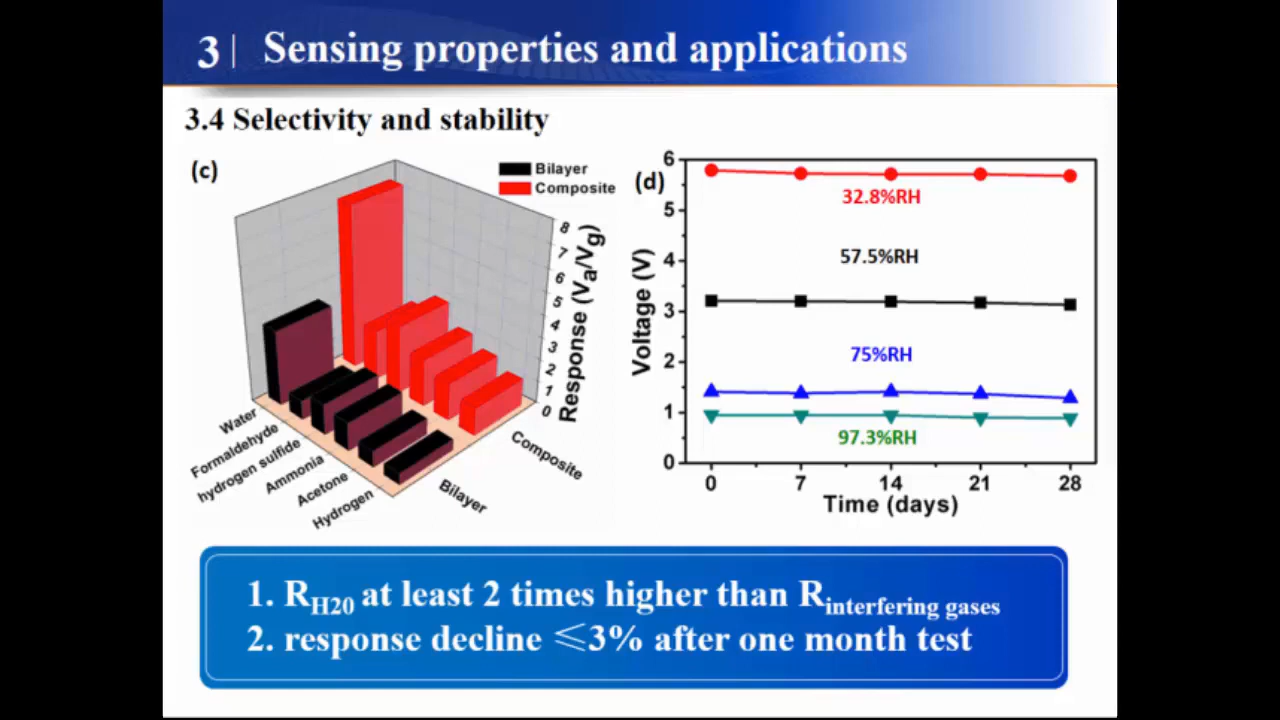 3 | Sensing properties and applications
3.4 Selectivity and stability
(c)
Bilayer
Composite
8
7
6
5
4
3
2
1
0
Response (Va/Vg)
Water
Formaldehyde
hydrogen sulfide
Ammonia
Acetone
Hydrogen
Bilayer
Composite
(d)
6
5
4
3
2
1
0
Voltage (V)
32.8%RH
57.5%RH
75%RH
97.3%RH
0 7 14 21 28
Time (days)
1. RH20 at least 2 times higher than Rinterfering gases
2. response decline ≤3% after one month test